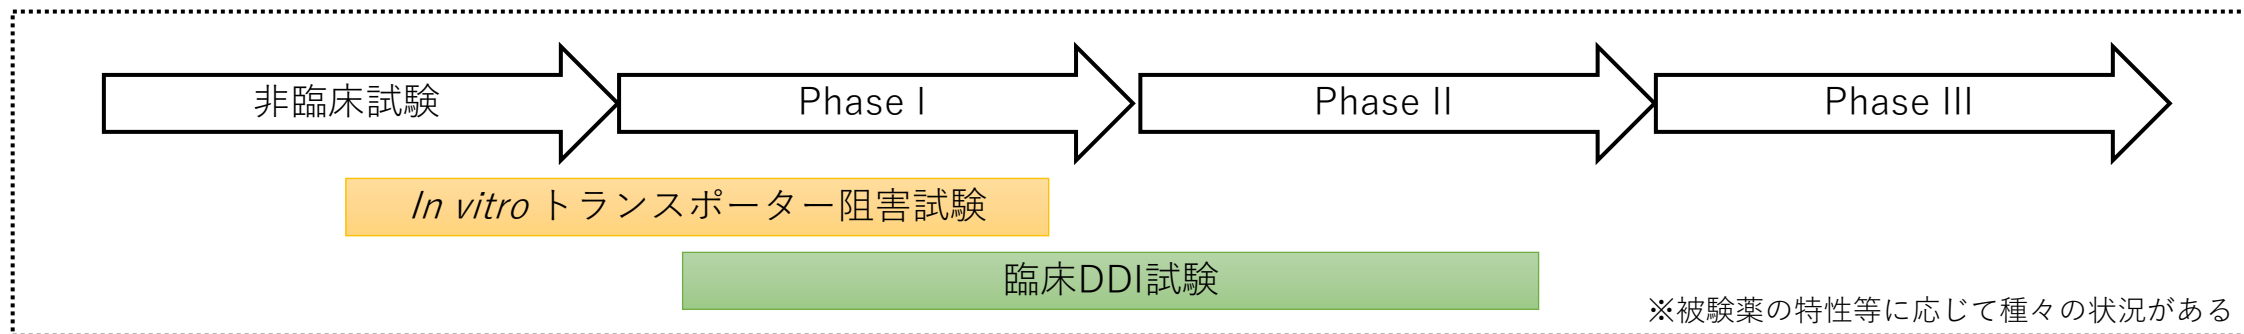 非臨床試験
Phase I
Phase II
Phase III
In vitro トランスポーター阻害試験
臨床DDI試験
※被験薬の特性等に応じて種々の状況がある